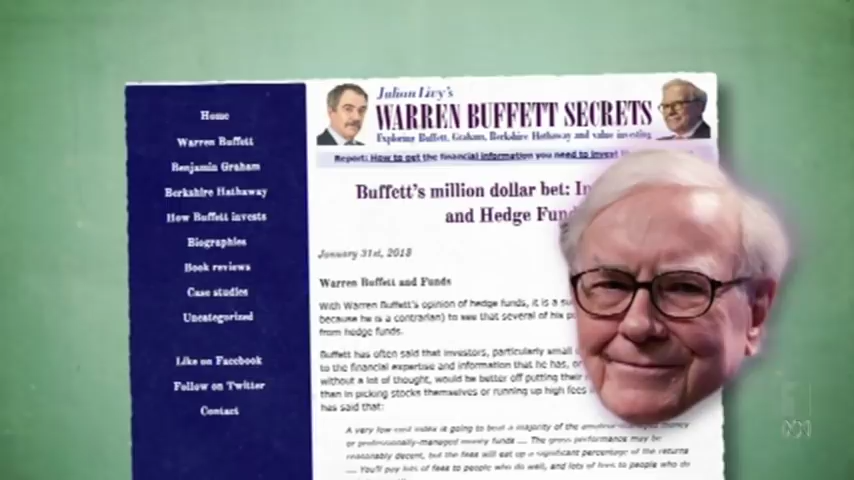 Home
Warren Buffett
Benjamin Graham
Berkshire Hathaway
How Buffett invests
Biographies
Book reviews
Case studies
Uncategorized
Like on Facebook
Follow on Twitter
Contact
Julian Livy's
WARREN BUFFETT SECRETS
Exploring Buffett, Graham, Berkshire Hathaway and value investing
Report: How to get the financial information you need to invest
Buffett's million dollar bet:
and Hedge
January 31st, 2013
Warren Buffett and Funds
With Warren Buffett's opinion of hedge funds, it is a
because he is a contrarian) to see that several of his
from hedge funds.
Buffett has often said that investors, particularly small
to the financial expertise and information that he has, or
without a lot of thought, would be better off putting their
than in picking stocks themselves or running up high fees
has said that:
A very low-cost index is going to beat a majority of the amateur-managed money
or professionally-managed money funds .... The gross performance may be
reasonably decent, but the fees will eat up a significant percentage of the returns
.... You'll pay lots of fees to people who do well, and lots of fees to people who do